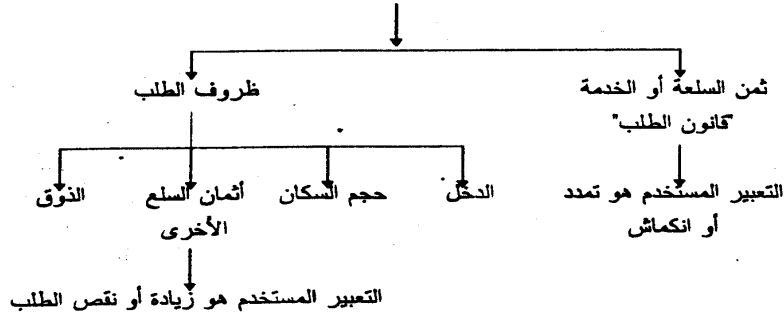 ثمن السلعة أو الخدمة
"قانون الطلب"
ظروف الطلب
التعبير المستخدم هو تمدد
أو انكماش
الدخل
حجم السكان
أثمان السلع
الأخرى
الذوق
التعبير المستخدم هو زيادة أو نقص الطلب